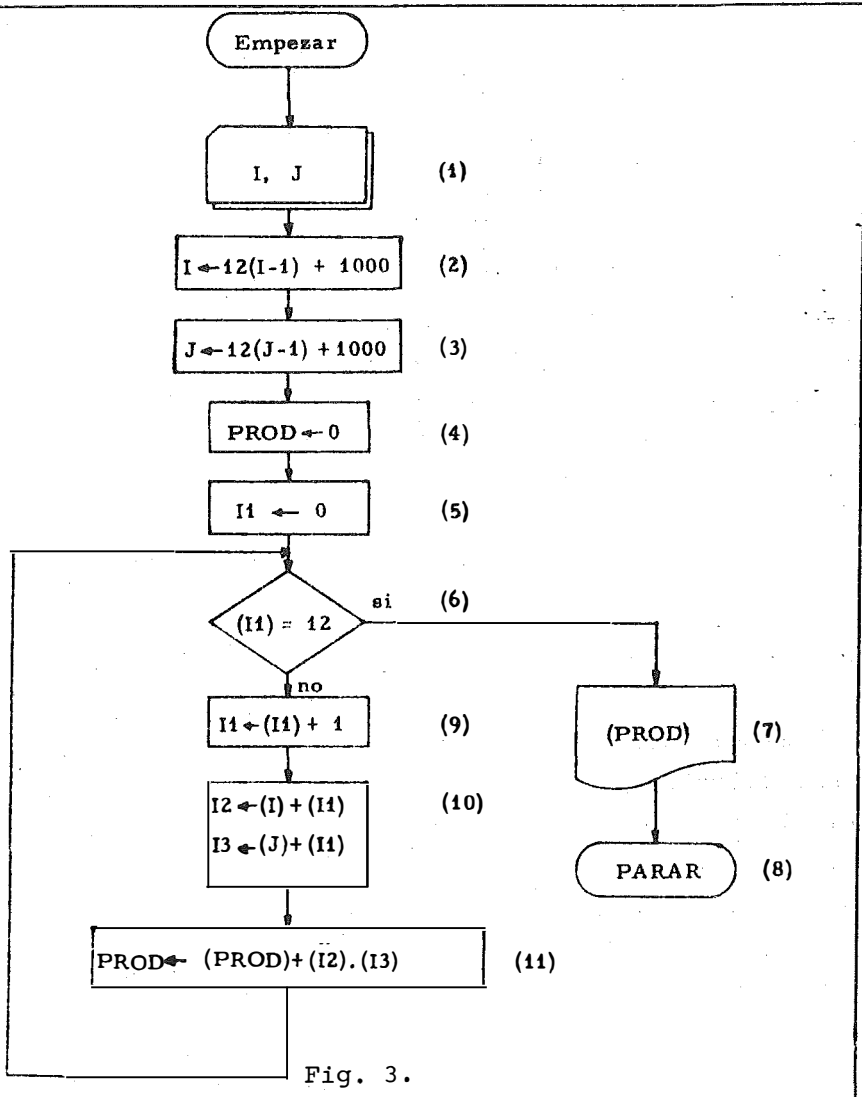 Empezar
I, J (1)
I ← 12(I-1) + 1000 (2)
J ← 12(J-1) + 1000 (3)
PROD ← 0 (4)
I1 ← 0 (5)
(I1) = 12 si (6)
no
I1 ← (I1) + 1 (9)
(PROD) (7)
I2 ← (I) + (I1) (10)
I3 ← (J) + (I1)
PARAR (8)
PROD ← (PROD) + (I2).(I3) (11)
Fig. 3.